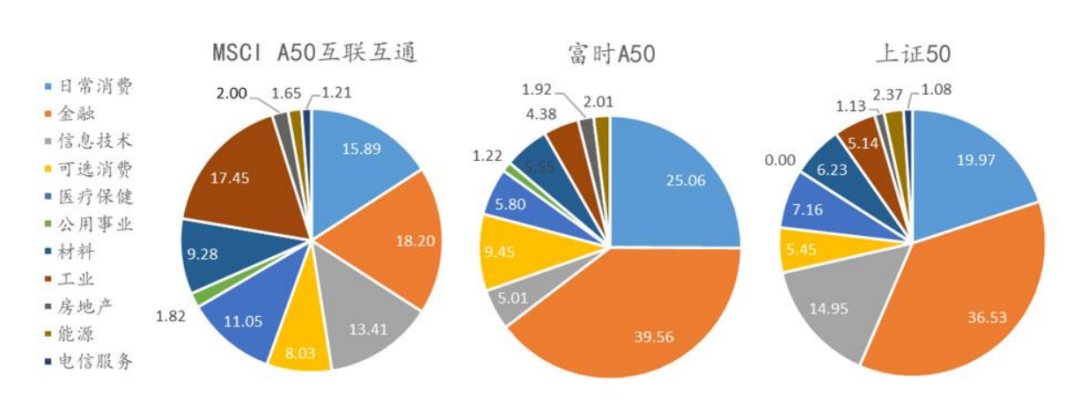 MSCI A50互联互通
富时A50
上证50
日常消费
金融
信息技术
可选消费
医疗保健
公用事业
材料
工业
房地产
能源
电信服务
2.00
1.65
1.21
15.89
18.20
13.41
8.03
11.05
1.82
9.28
17.45
1.92
2.01
4.38
25.06
39.56
5.01
9.45
5.80
1.22
5.55
1.13
2.37
1.08
19.97
36.53
14.95
5.45
7.16
0.00
6.23
5.14